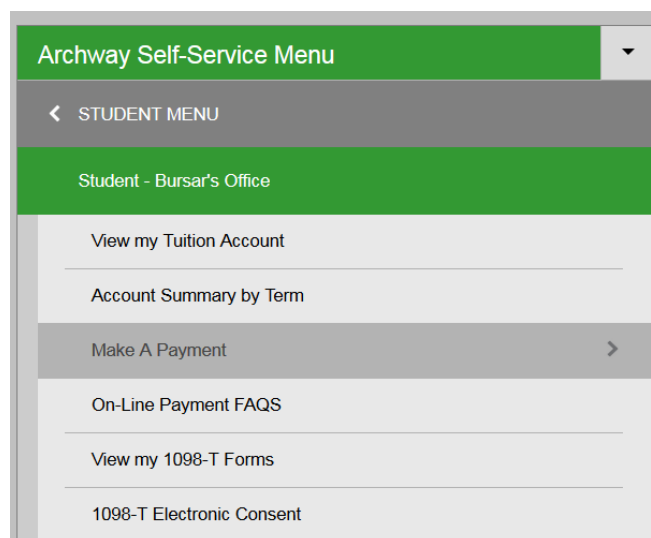 Archway Self-Service Menu
STUDENT MENU
Student - Bursar's Office
View my Tuition Account
Account Summary by Term
Make A Payment
On-Line Payment FAQS
View my 1098-T Forms
1098-T Electronic Consent